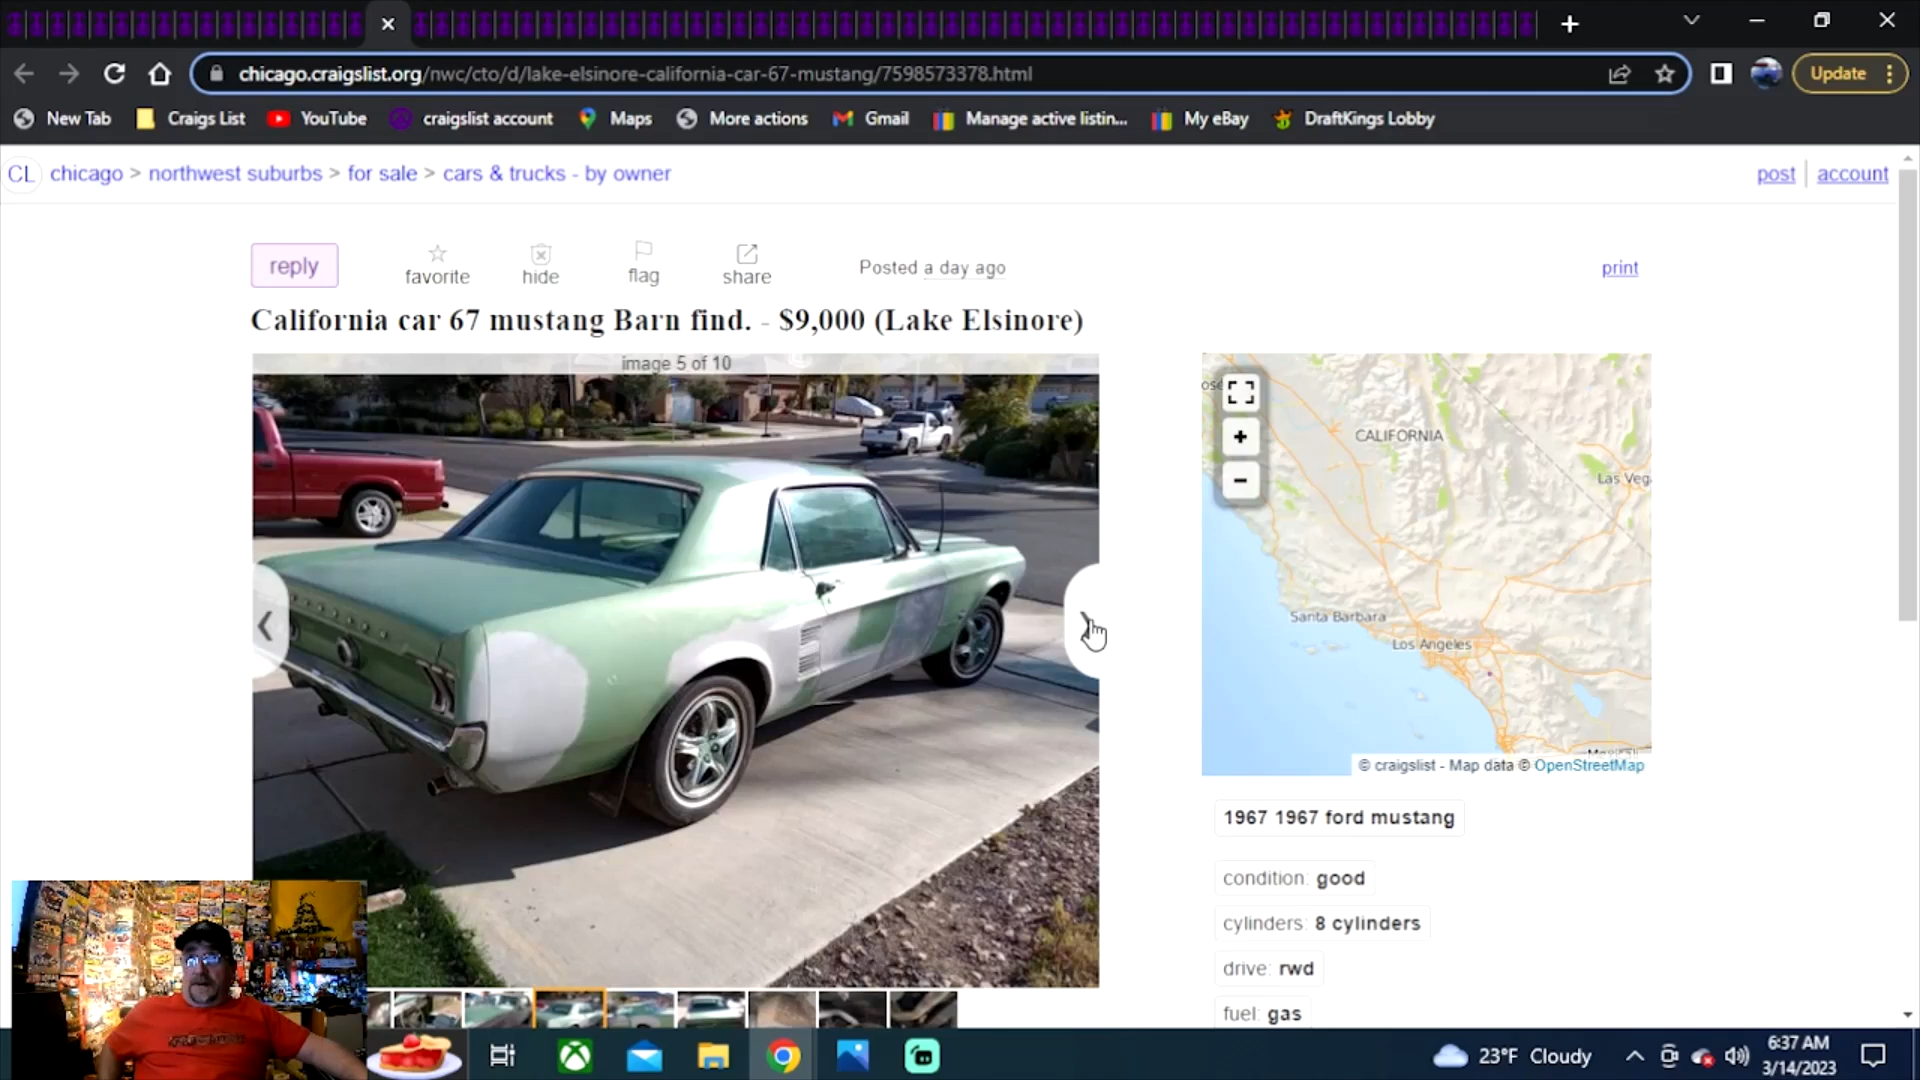 chicago.craigslist.org/nwc/cto/d/lake-elsinore-california-car-67-mustang/7598573378.html
Update
New Tab
Craigs List
YouTube
craigslist account
Maps
More actions
Gmail
Manage active listin...
My eBay
DraftKings Lobby
CL chicago > northwest suburbs > for sale > cars & trucks - by owner
post
account
reply
favorite
hide
flag
share
Posted a day ago
print
California car 67 mustang Barn find. - $9,000 (Lake Elsinore)
image 5 of 10
CALIFORNIA
Las Veg
Santa Barbara
Los Angeles
© craigslist - Map data © OpenStreetMap
1967 1967 ford mustang
condition: good
cylinders: 8 cylinders
drive: rwd
fuel: gas
23°F Cloudy
6:37 AM
3/14/2023